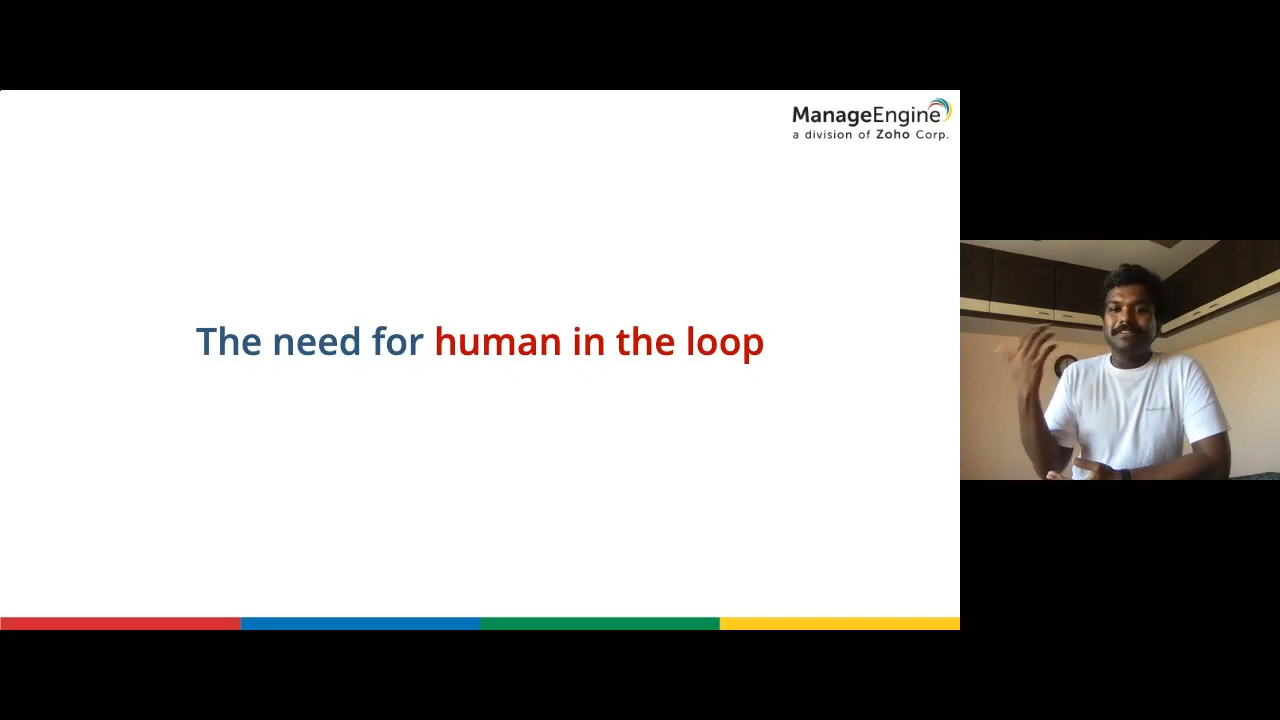 ManageEngine
a division of Zoho Corp.
The need for human in the loop